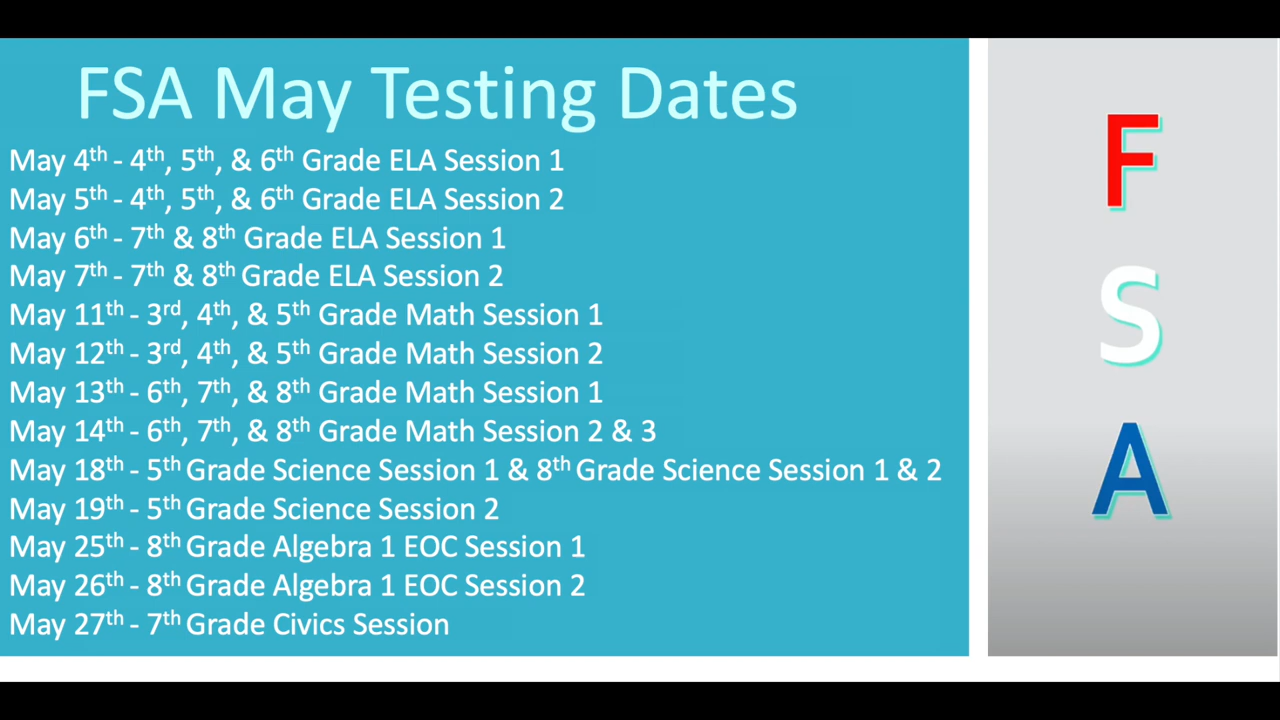 FSA May Testing Dates
May 4th - 4th, 5th, & 6th Grade ELA Session 1
May 5th - 4th, 5th, & 6th Grade ELA Session 2
May 6th - 7th & 8th Grade ELA Session 1
May 7th - 7th & 8th Grade ELA Session 2
May 11th - 3rd, 4th, & 5th Grade Math Session 1
May 12th - 3rd, 4th, & 5th Grade Math Session 2
May 13th - 6th, 7th, & 8th Grade Math Session 1
May 14th - 6th, 7th, & 8th Grade Math Session 2 & 3
May 18th - 5th Grade Science Session 1 & 8th Grade Science Session 1 & 2
May 19th - 5th Grade Science Session 2
May 25th - 8th Grade Algebra 1 EOC Session 1
May 26th - 8th Grade Algebra 1 EOC Session 2
May 27th - 7th Grade Civics Session
F
S
A